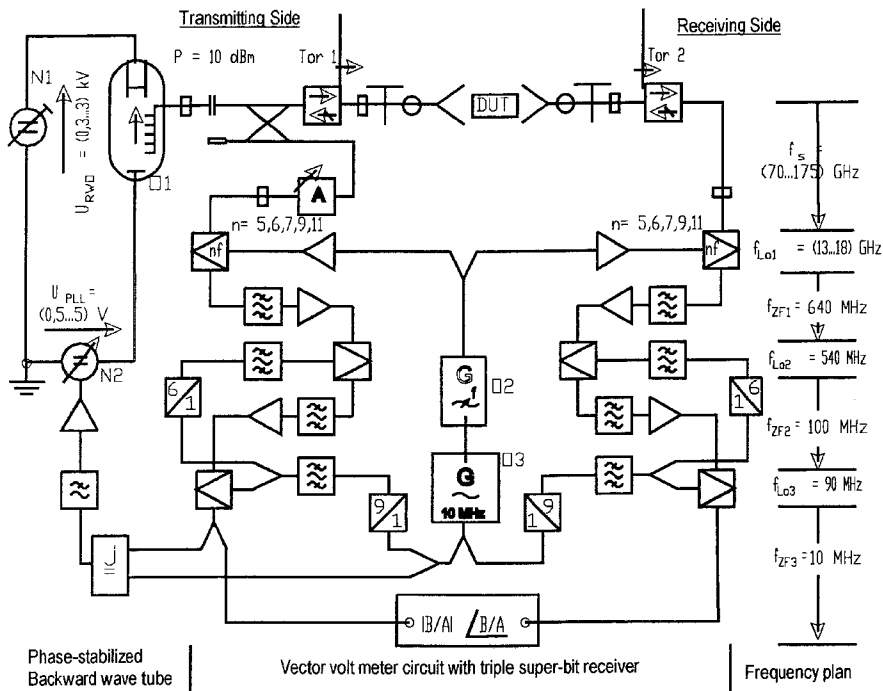 Transmitting Side
Receiving Side
P = 10 dBm
Tor 1
Tor 2
N1
U_RWO = (0,3...3) kV
□1
DUT
A
f_s =
(70...175) GHz
n= 5,6,7,9,11
n= 5,6,7,9,11
nf
nf
f_Lo1 = (13...18) GHz
U_PLL =
(0,5...5) V
f_ZF1 = 640 MHz
N2
G
f
□2
f_Lo2 = 540 MHz
6
1
6
1
f_ZF2 = 100 MHz
G
10 MHz
□3
9
1
9
1
f_Lo3 = 90 MHz
f_ZF3 = 10 MHz
|B/A| ∠B/A
Phase-stabilized
Backward wave tube
Vector volt meter circuit with triple super-bit receiver
Frequency plan